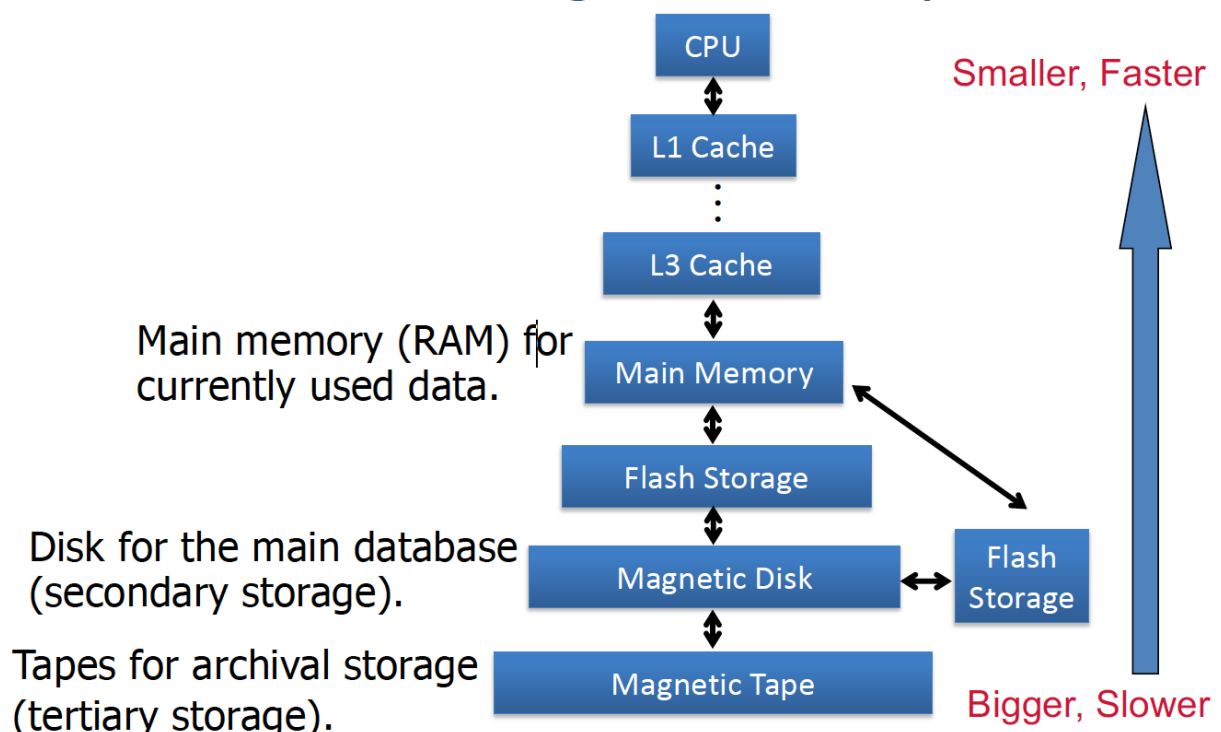 CPU
Smaller, Faster
L1 Cache
L3 Cache
Main memory (RAM) for
currently used data.
Main Memory
Flash Storage
Disk for the main database
(secondary storage).
Magnetic Disk
Flash
Storage
Tapes for archival storage
(tertiary storage).
Magnetic Tape
Bigger, Slower